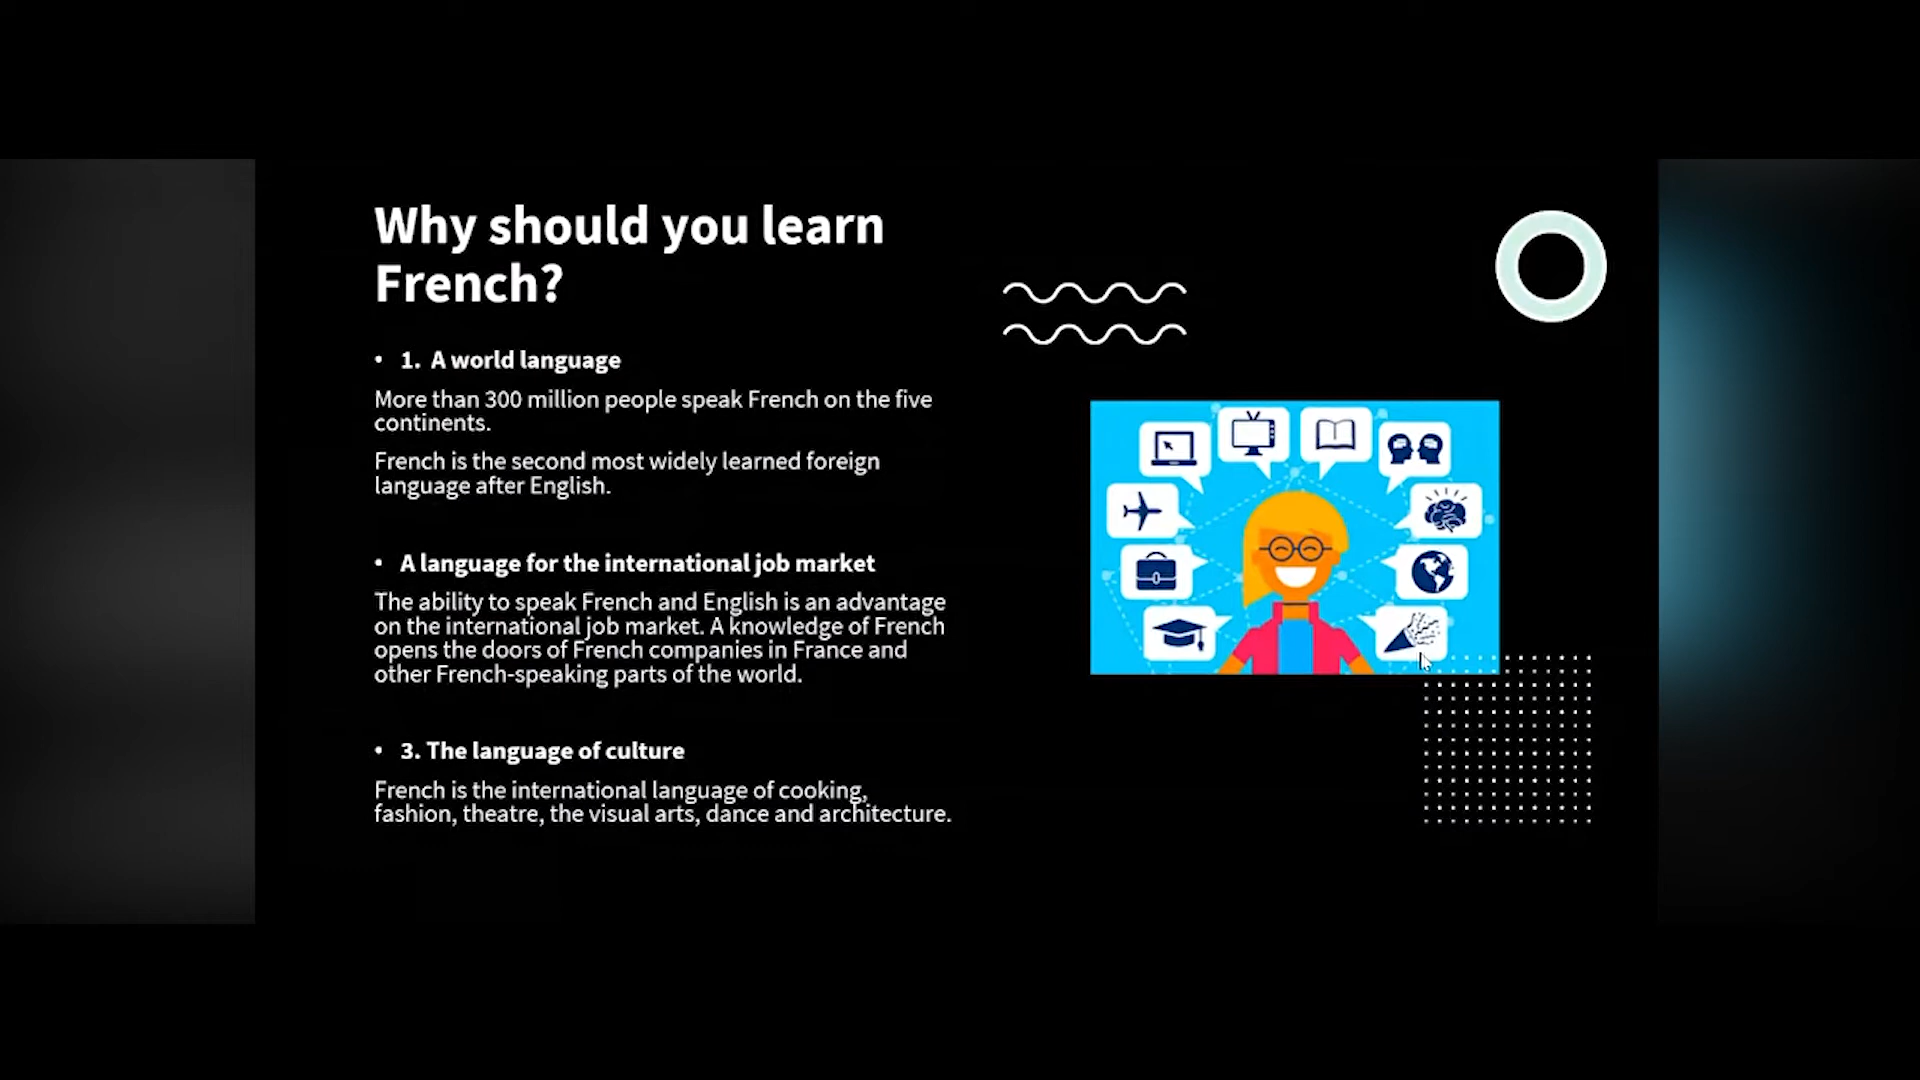 Why should you learn
French?
• 1. A world language
More than 300 million people speak French on the five
continents.
French is the second most widely learned foreign
language after English.
• A language for the international job market
The ability to speak French and English is an advantage
on the international job market. A knowledge of French
opens the doors of French companies in France and
other French-speaking parts of the world.
• 3. The language of culture
French is the international language of cooking,
fashion, theatre, the visual arts, dance and architecture.